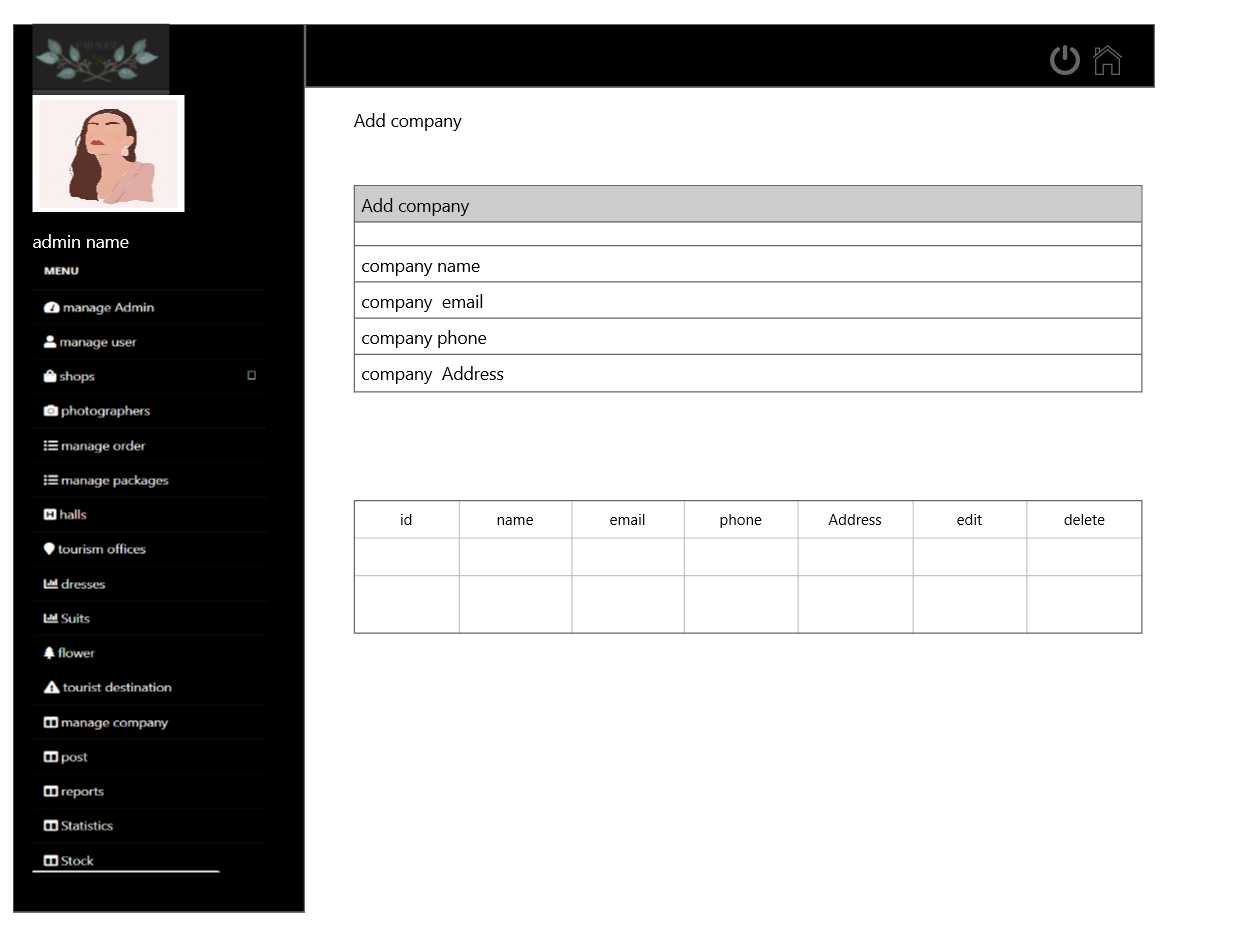 admin name
MENU
manage Admin
manage user
shops
photographers
manage order
manage packages
halls
tourism offices
dresses
Suits
flower
tourist destination
manage company
post
reports
Statistics
Stock
Add company
Add company
company name
company  email
company phone
company  Address
id name email phone Address edit delete